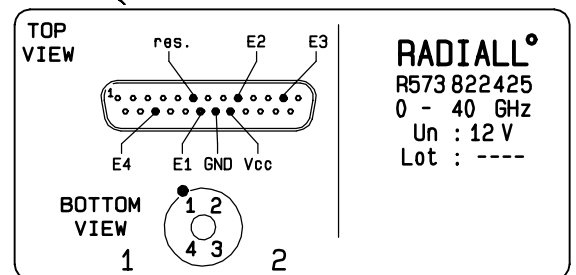 TOP
VIEW
res. E2 E3
1
E4 E1 GND Vcc
BOTTOM
VIEW
1 2
4 3
1 2
RADIALL°
R573 822425
0 - 40 GHz
Un : 12 V
Lot : ----